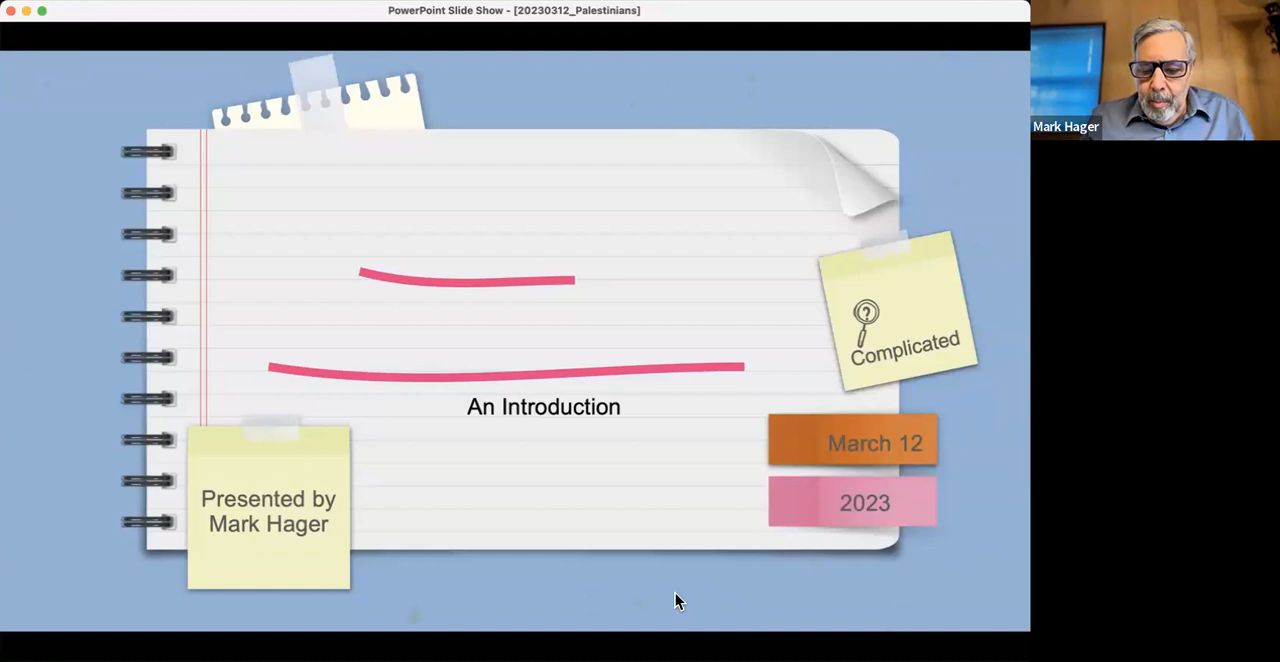 PowerPoint Slide Show - [20230312_Palestinians]
Mark Hager
?
Complicated
An Introduction
March 12
2023
Presented by
Mark Hager